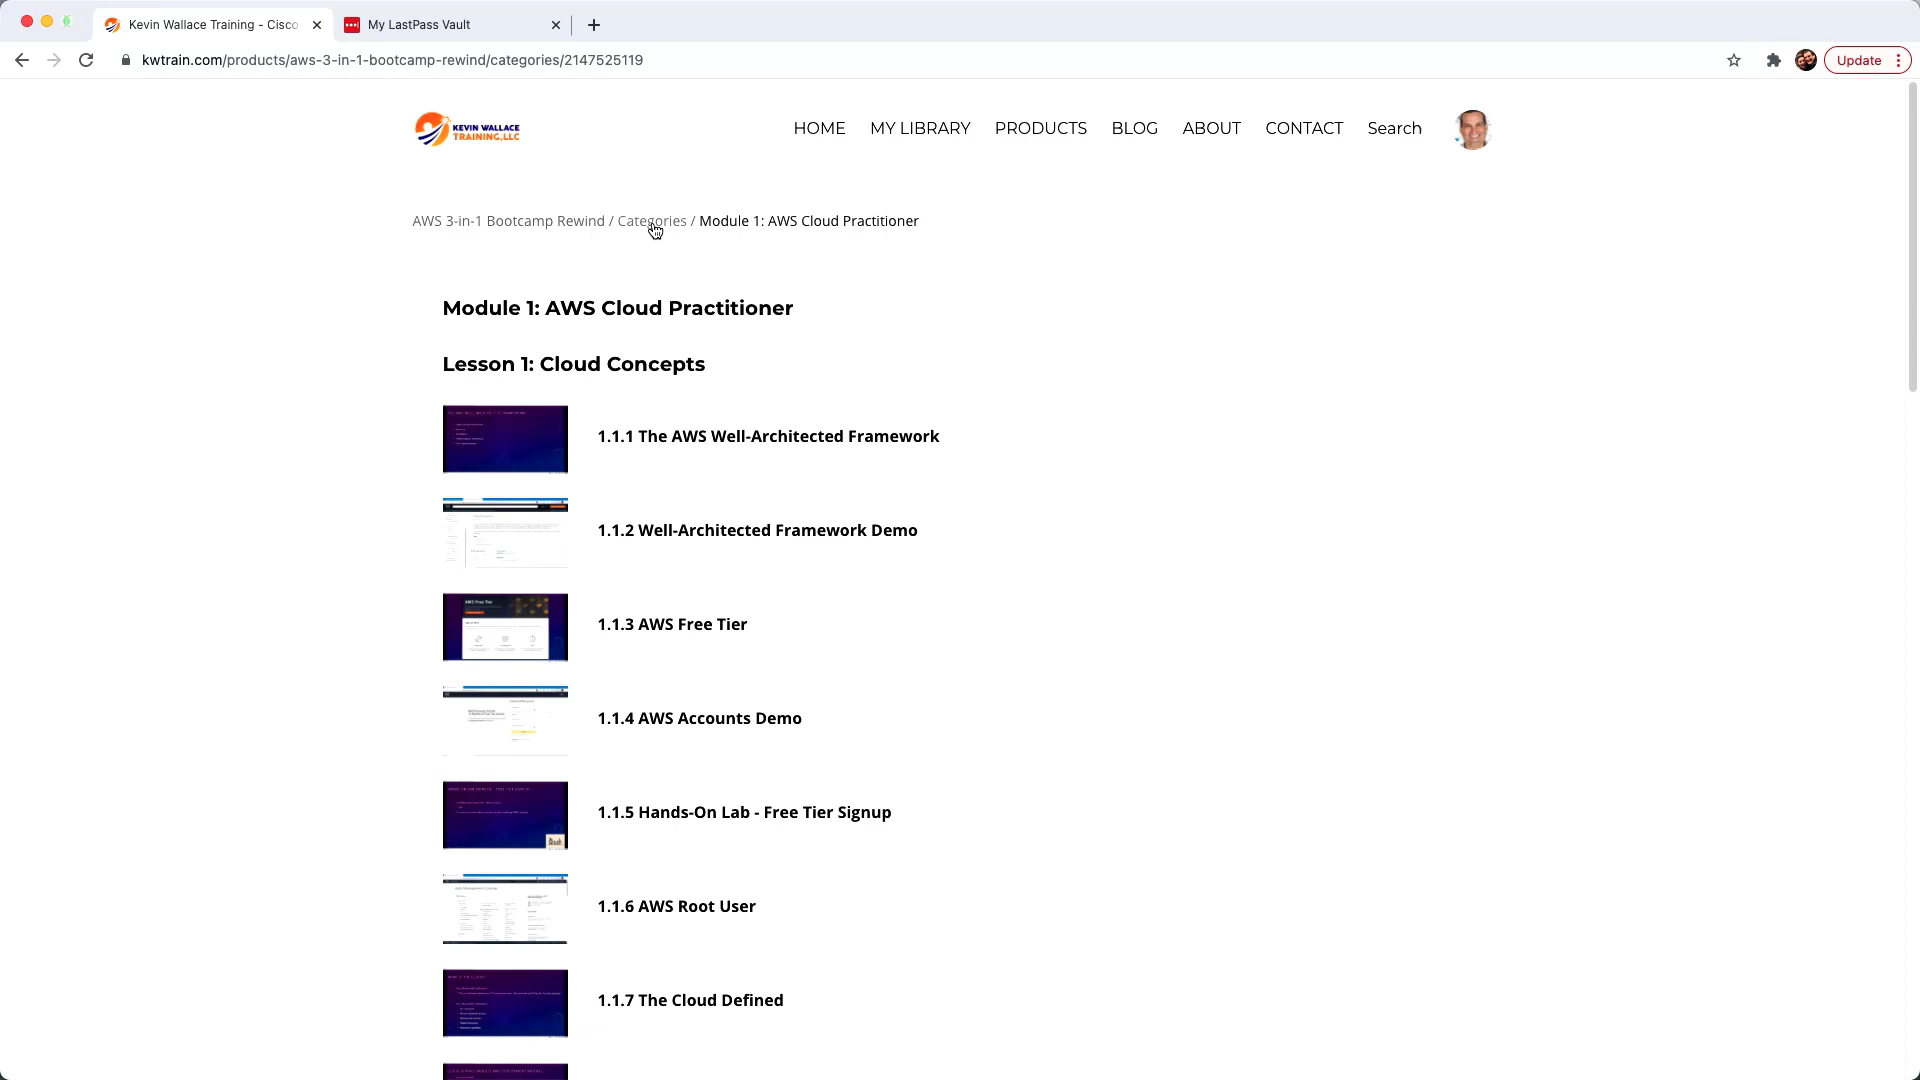 Kevin Wallace Training - Cisco
My LastPass Vault
kwtrain.com/products/aws-3-in-1-bootcamp-rewind/categories/2147525119
Update
KEVIN WALLACE
TRAINING,LLC
HOME MY LIBRARY PRODUCTS BLOG ABOUT CONTACT Search
AWS 3-in-1 Bootcamp Rewind / Categories / Module 1: AWS Cloud Practitioner
Module 1: AWS Cloud Practitioner
Lesson 1: Cloud Concepts
1.1.1 The AWS Well-Architected Framework
1.1.2 Well-Architected Framework Demo
AWS Free Tier
1.1.3 AWS Free Tier
1.1.4 AWS Accounts Demo
1.1.5 Hands-On Lab - Free Tier Signup
1.1.6 AWS Root User
1.1.7 The Cloud Defined